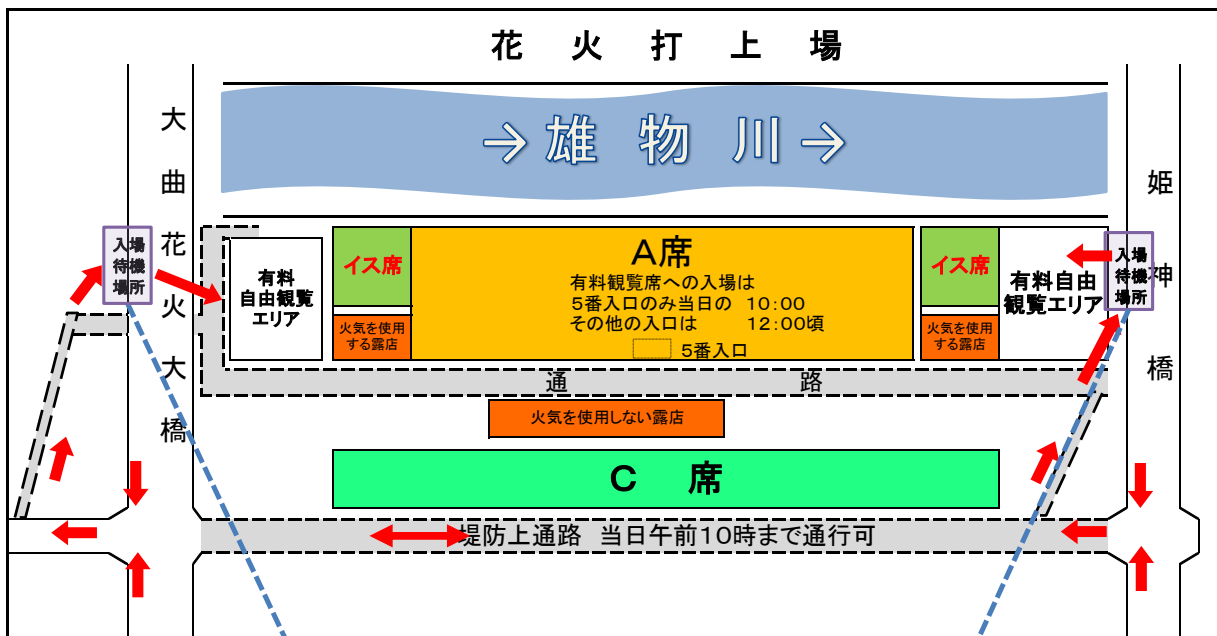 花 火 打 上 場
→ 雄 物 川 →
大曲花火大橋
姫神橋
入場
待機
場所
有料
自由観覧
エリア
イス席
火気を使用
する露店
A席
有料観覧席への入場は
5番入口のみ当日の 10:00
その他の入口は 12:00頃
5番入口
イス席
火気を使用
する露店
有料自由
観覧エリア
入場
待機
場所
通 路
火気を使用しない露店
C 席
堤防上通路 当日午前10時まで通行可